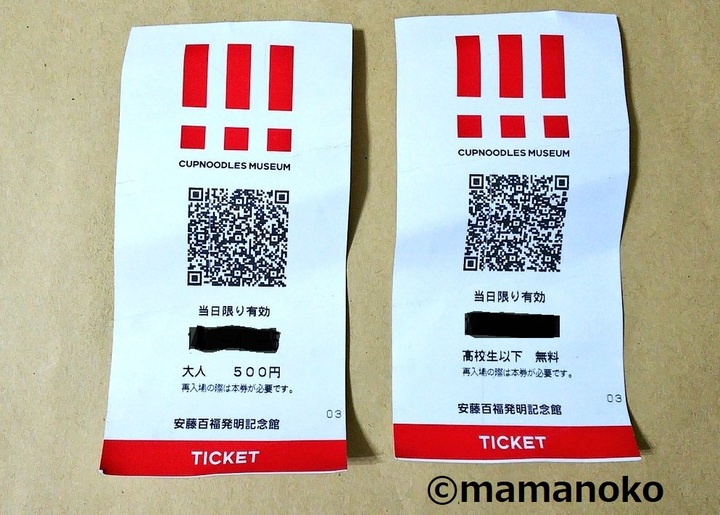 CUPNOODLES MUSEUM
当日限り有効
大人 500円
再入場の際は本券が必要です。
03
安藤百福発明記念館
TICKET
CUPNOODLES MUSEUM
当日限り有効
高校生以下 無料
再入場の際は本券が必要です。
03
安藤百福発明記念館
TICKET
©mamanoko